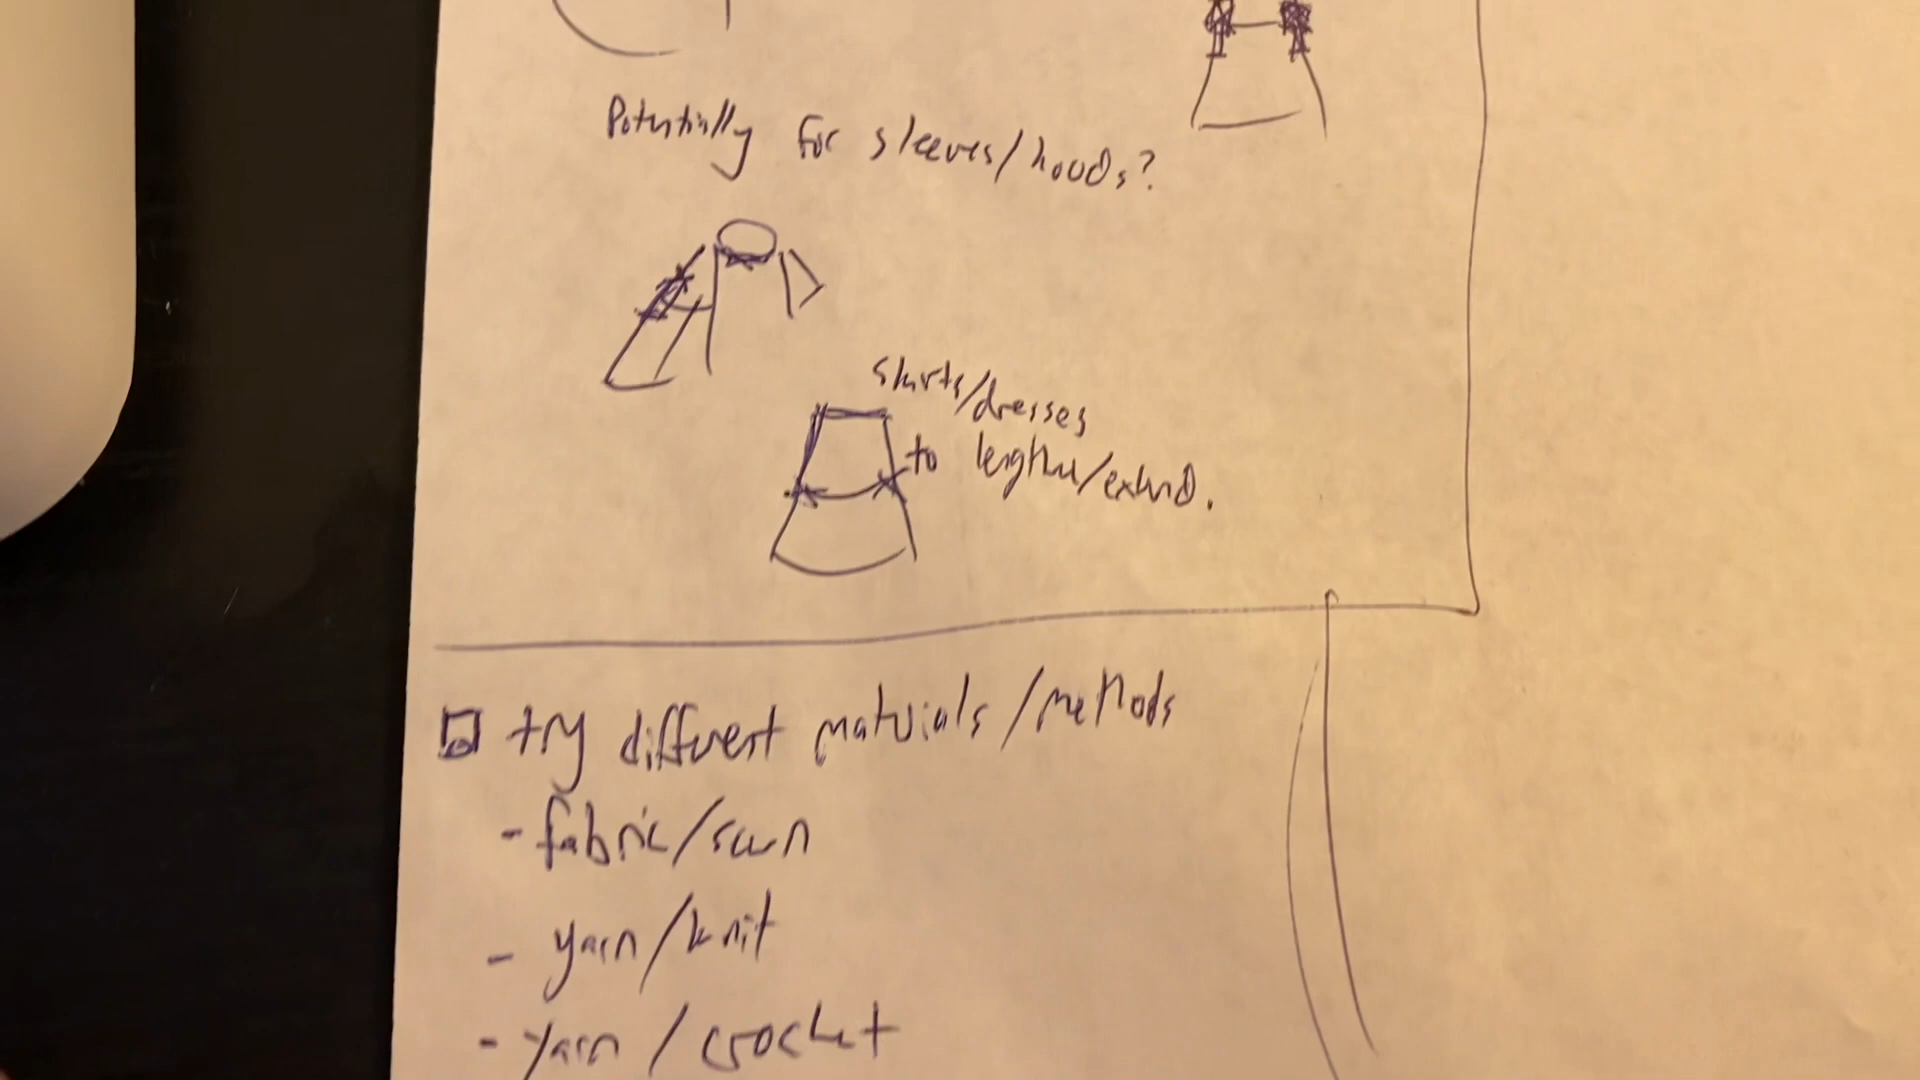 Potentially for sleeves/hoods?
skirts/dresses
to lengthen/extend.
try different materials/methods
- fabric/sewn
- yarn/knit
- yarn/crochet